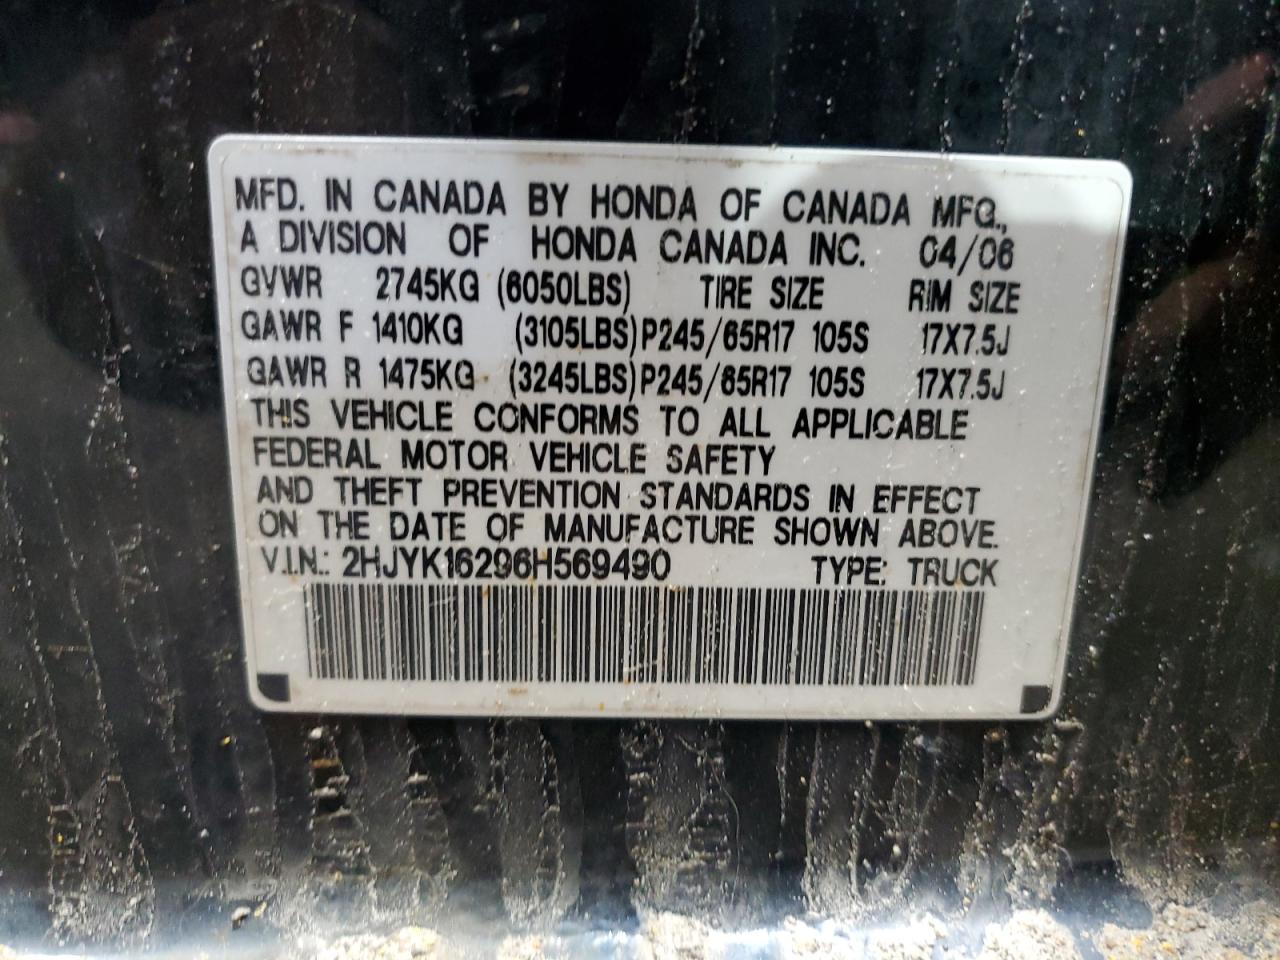 MFD. IN CANADA BY HONDA OF CANADA MFG.,
A DIVISION OF HONDA CANADA INC. 04/06
GVWR 2745KG (6050LBS) TIRE SIZE RIM SIZE
GAWR F 1410KG (3105LBS) P245/65R17 105S 17X7.5J
GAWR R 1475KG (3245LBS) P245/65R17 105S 17X7.5J
THIS VEHICLE CONFORMS TO ALL APPLICABLE
FEDERAL MOTOR VEHICLE SAFETY
AND THEFT PREVENTION STANDARDS IN EFFECT
ON THE DATE OF MANUFACTURE SHOWN ABOVE.
V.I.N.: 2HJYK16296H569490 TYPE: TRUCK